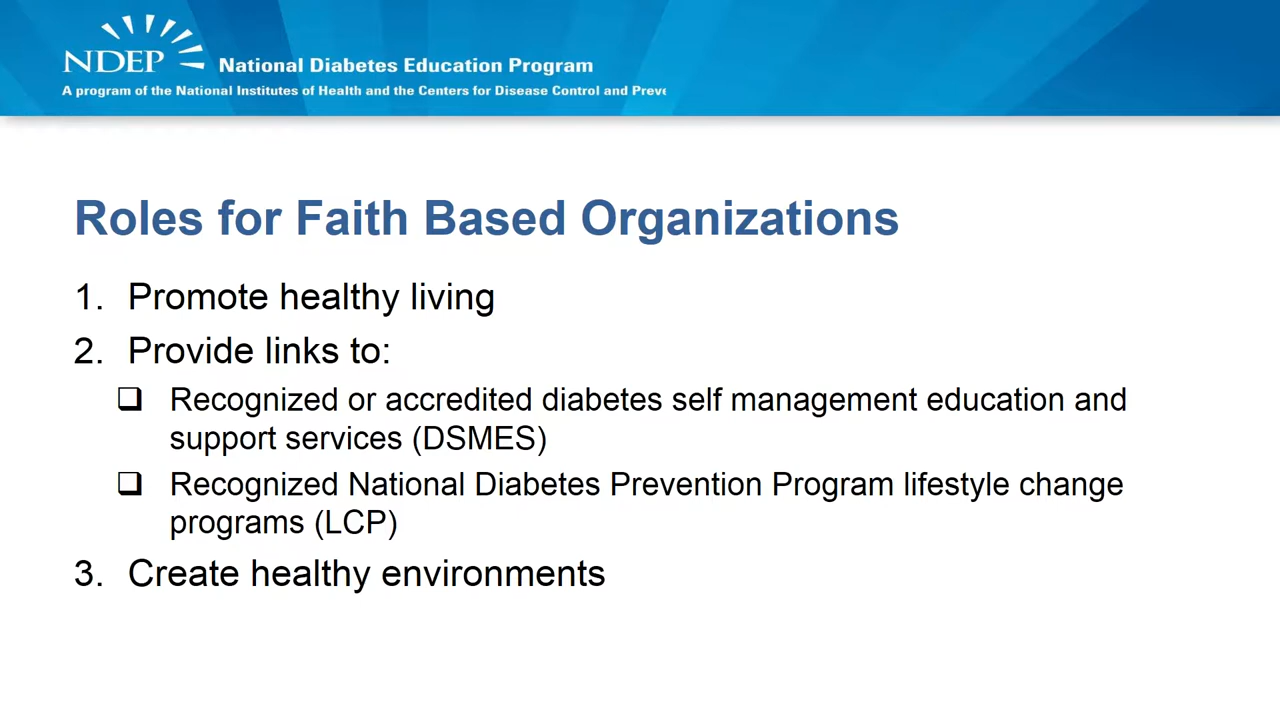 NDEP National Diabetes Education Program
A program of the National Institutes of Health and the Centers for Disease Control and
Roles for Faith Based Organizations
1. Promote healthy living
2. Provide links to:
❑ Recognized or accredited diabetes self management education and
support services (DSMES)
❑ Recognized National Diabetes Prevention Program lifestyle change
programs (LCP)
3. Create healthy environments